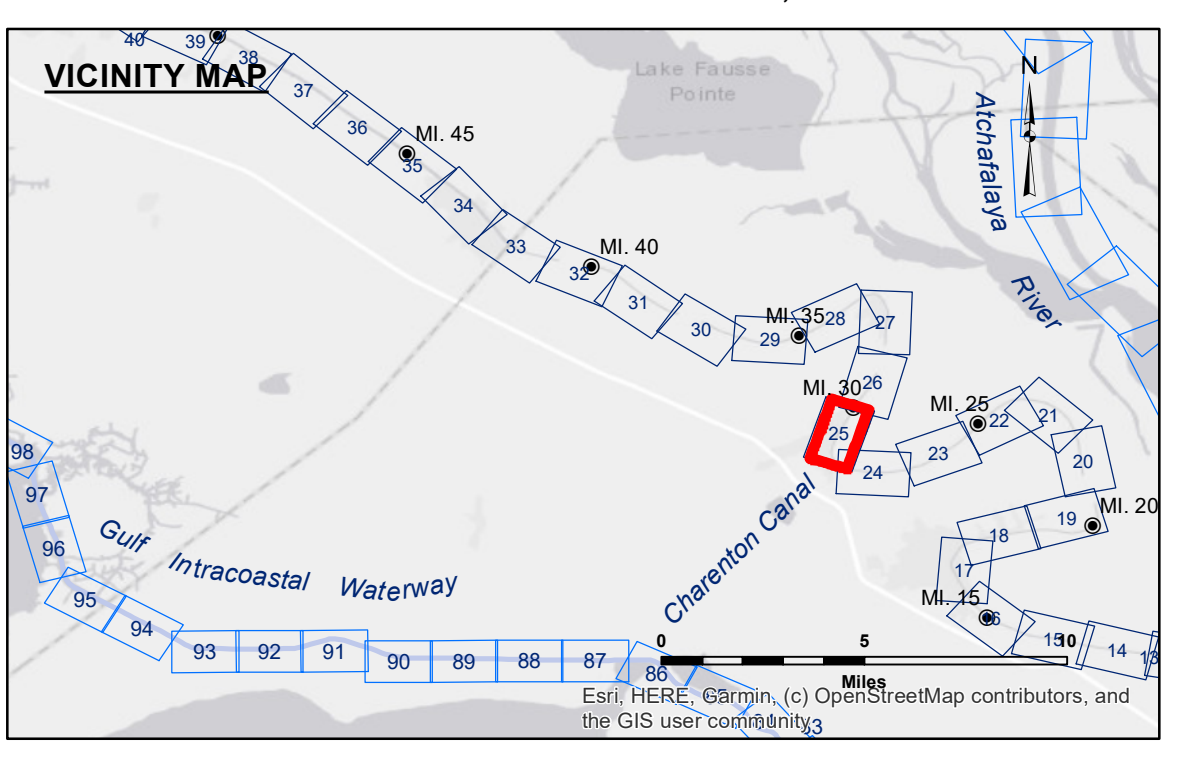 40
39
38
VICINITY MAP
37
36
MI. 45
35
34
33
MI. 40
32
31
30
MI. 35
29
28
27
26
MI. 30
25
24
23
MI. 25
22
21
20
MI. 20
19
18
17
MI. 15
16
15
14
13
Lake Fausse
Pointe
N
Atchafalaya
River
98
97
96
95
94
93
92
91
90
89
88
87
86
Gulf Intracoastal Waterway
Charenton Canal
0 5 10
Miles
Esri, HERE, Garmin, (c) OpenStreetMap contributors, and
the GIS user community